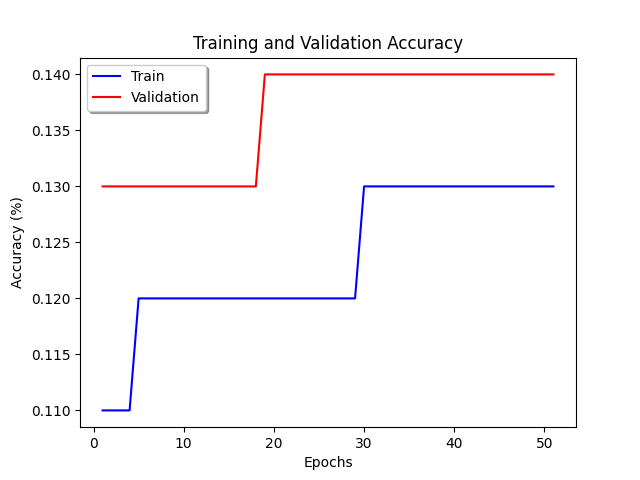 Training and Validation Accuracy
Train
Validation
0.140
0.135
0.130
0.125
0.120
0.115
0.110
Accuracy (%)
0 10 20 30 40 50
Epochs